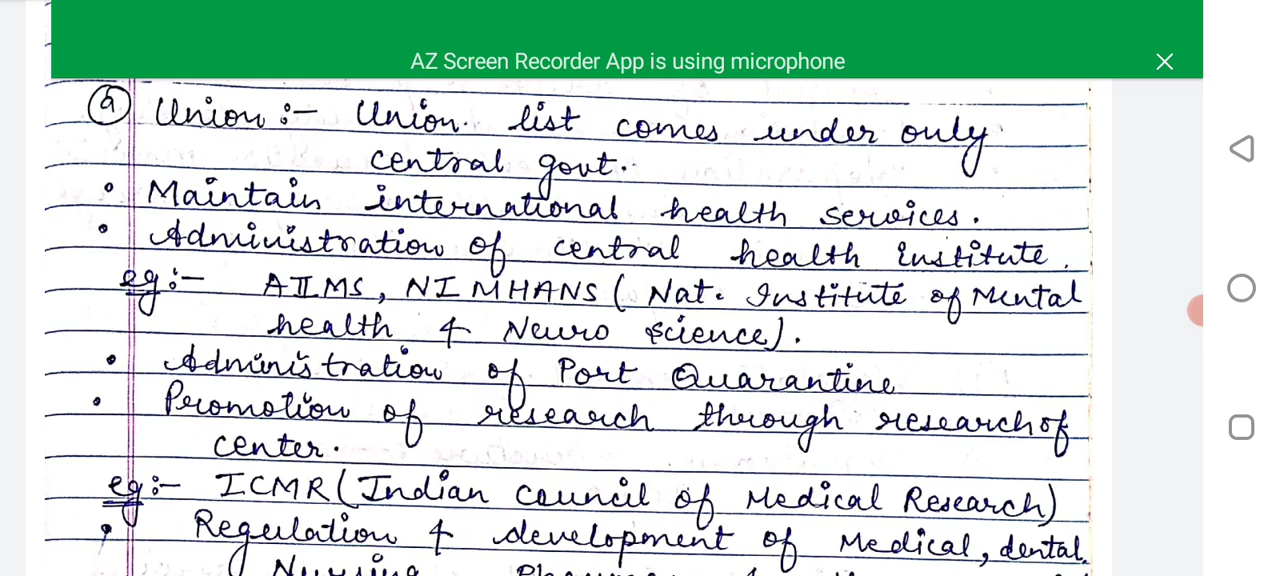 AZ Screen Recorder App is using microphone
(a) Union :- Union list comes under only
central govt.
• Maintain international health services.
• Administration of central health institute.
eg:- AIIMS, NIMHANS (Nat. Institute of Mental
health & Neuro science).
• Administration of Port Quarantine
• Promotion of research through research of
center.
eg:- ICMR (Indian council of Medical Research)
• Regulation & development of Medical, dental,
Nursing